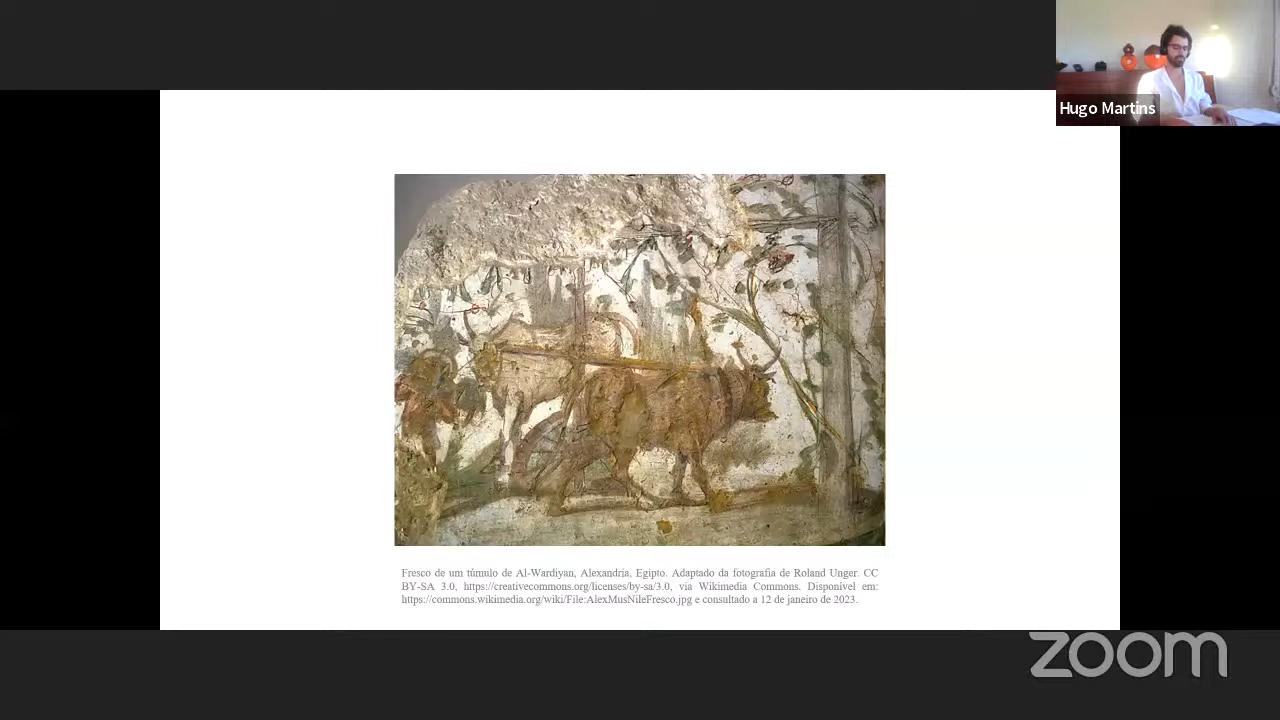 Hugo Martins
Fresco de um túmulo de Al-Wardiyan, Alexandria, Egipto. Adaptado da fotografia de Roland Unger. CC
BY-SA 3.0, https://creativecommons.org/licenses/by-sa/3.0, via Wikimedia Commons. Disponível em:
https://commons.wikimedia.org/wiki/File:AlexMusNileFresco.jpg e consultado a 12 de janeiro de 2023.
zoom